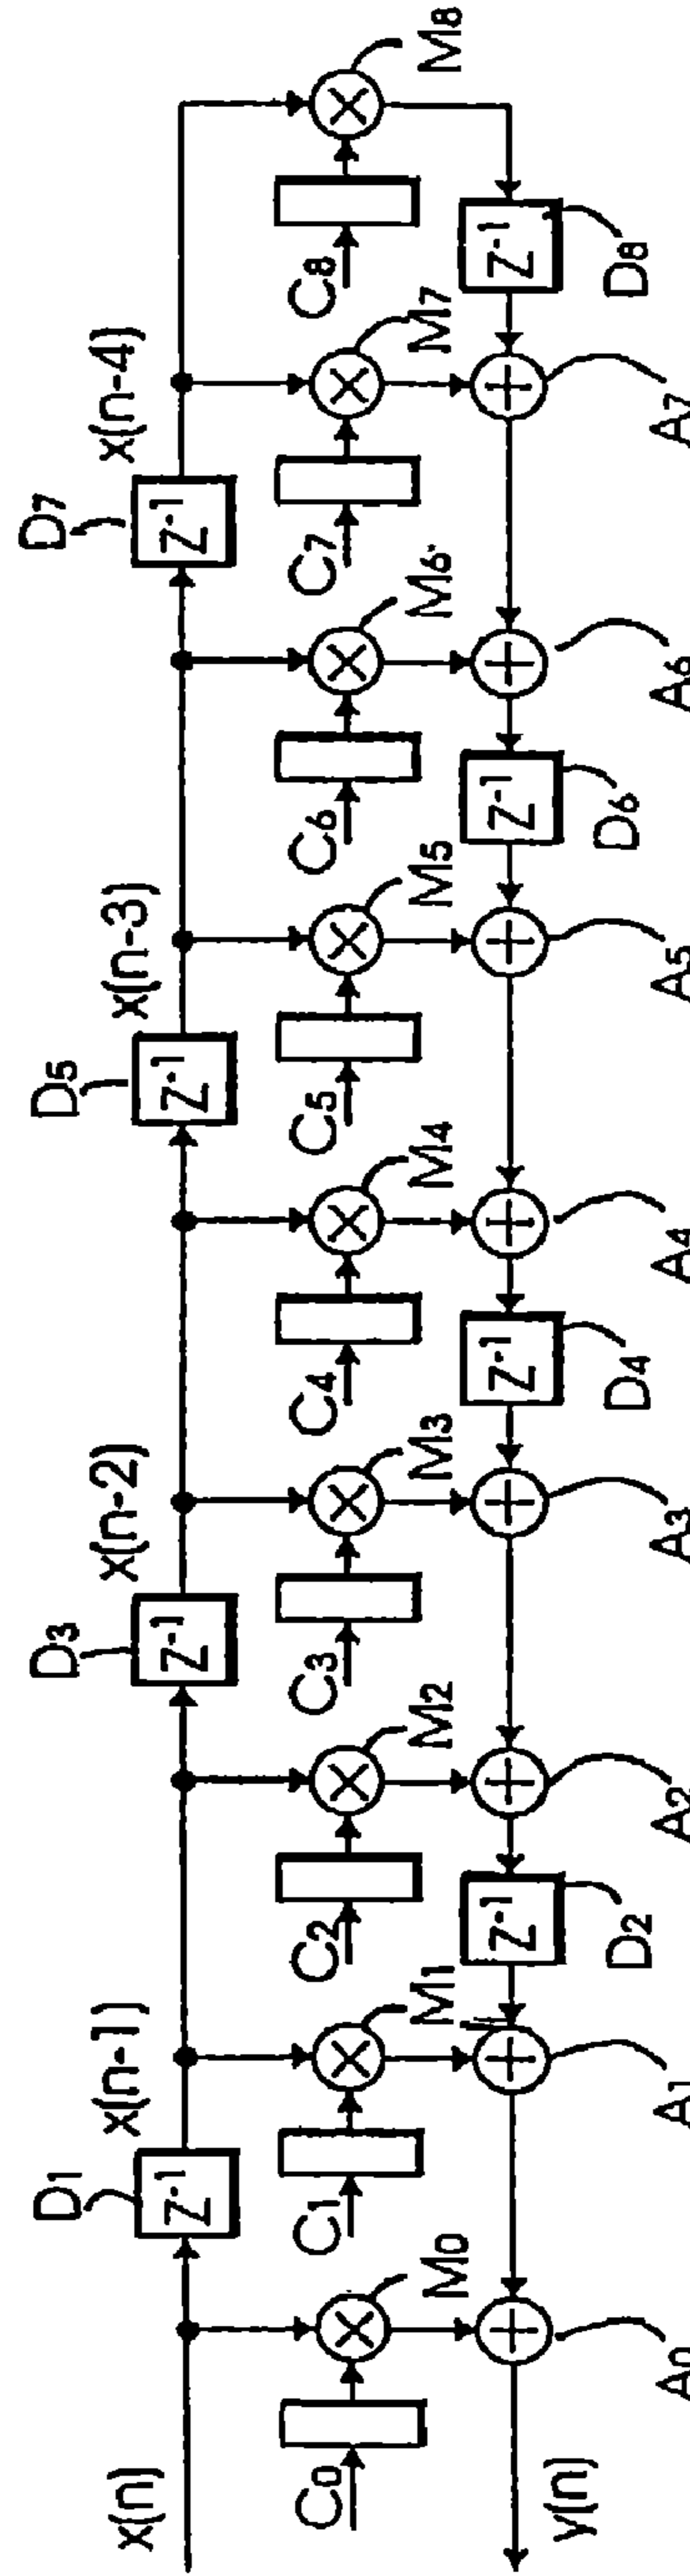 D1 D3 D5 D7
x(n) x(n-1) x(n-2) x(n-3) x(n-4)
Z-1 Z-1 Z-1 Z-1
C0 C1 C2 C3 C4 C5 C6 C7 C8
M0 M1 M2 M3 M4 M5 M6 M7 M8
Z-1 Z-1 Z-1 Z-1
y(n)
D2 D4 D6 D8
A0 A1 A2 A3 A4 A5 A6 A7